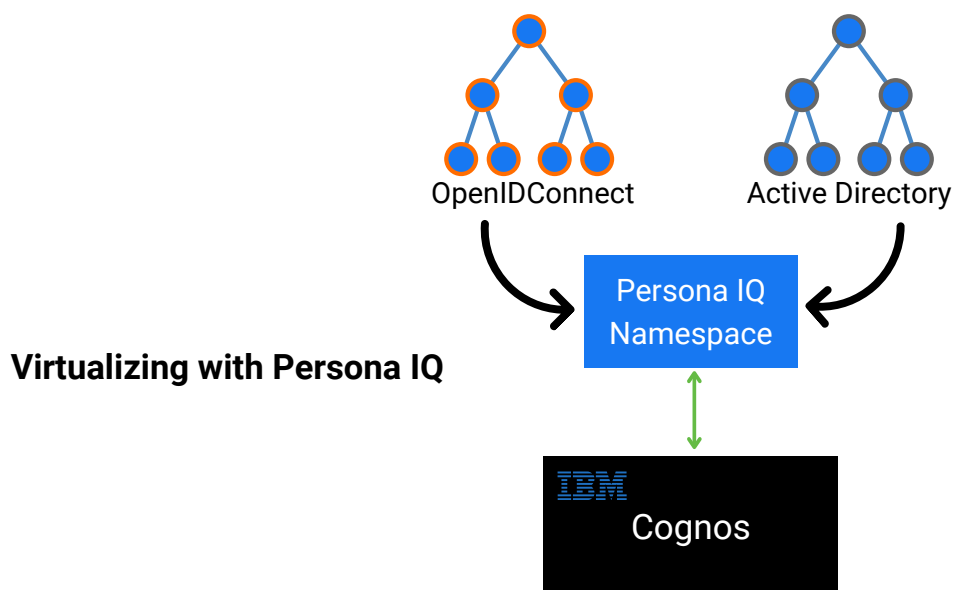 OpenIDConnect
Active Directory
Persona IQ
Namespace
Virtualizing with Persona IQ
IBM
Cognos